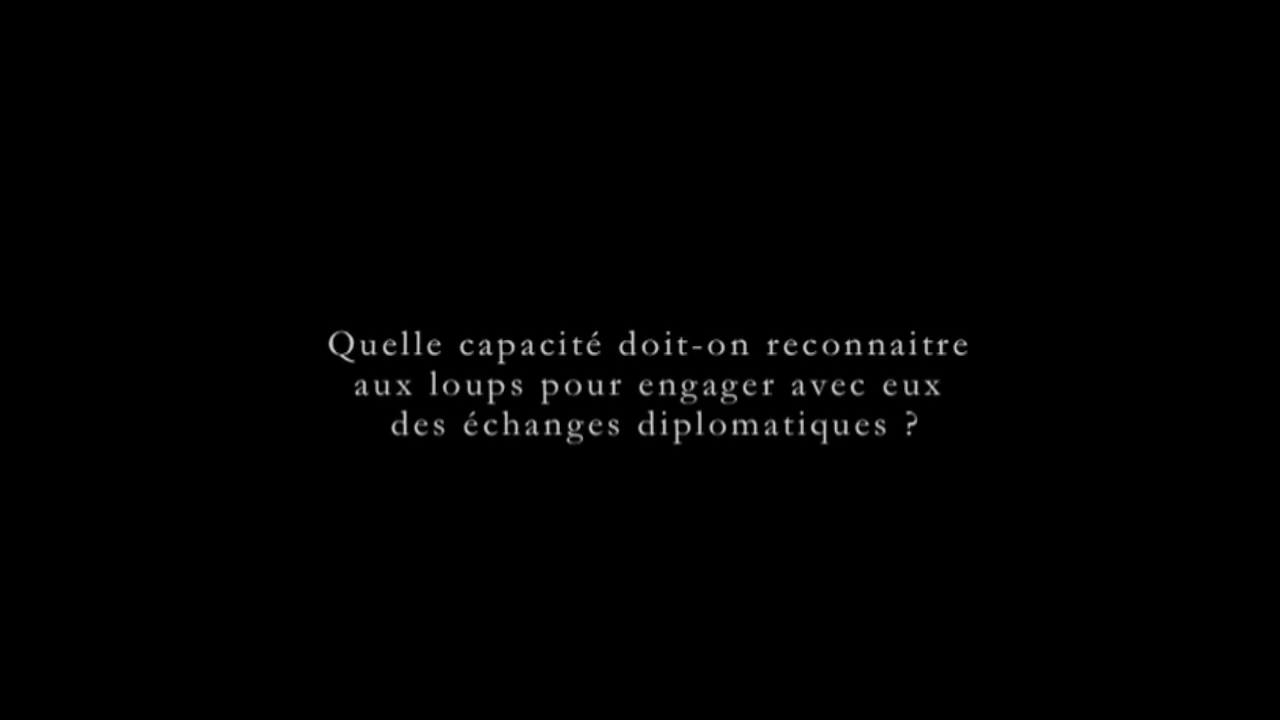 Quelle capacité doit-on reconnaitre
aux loups pour engager avec eux
des échanges diplomatiques ?